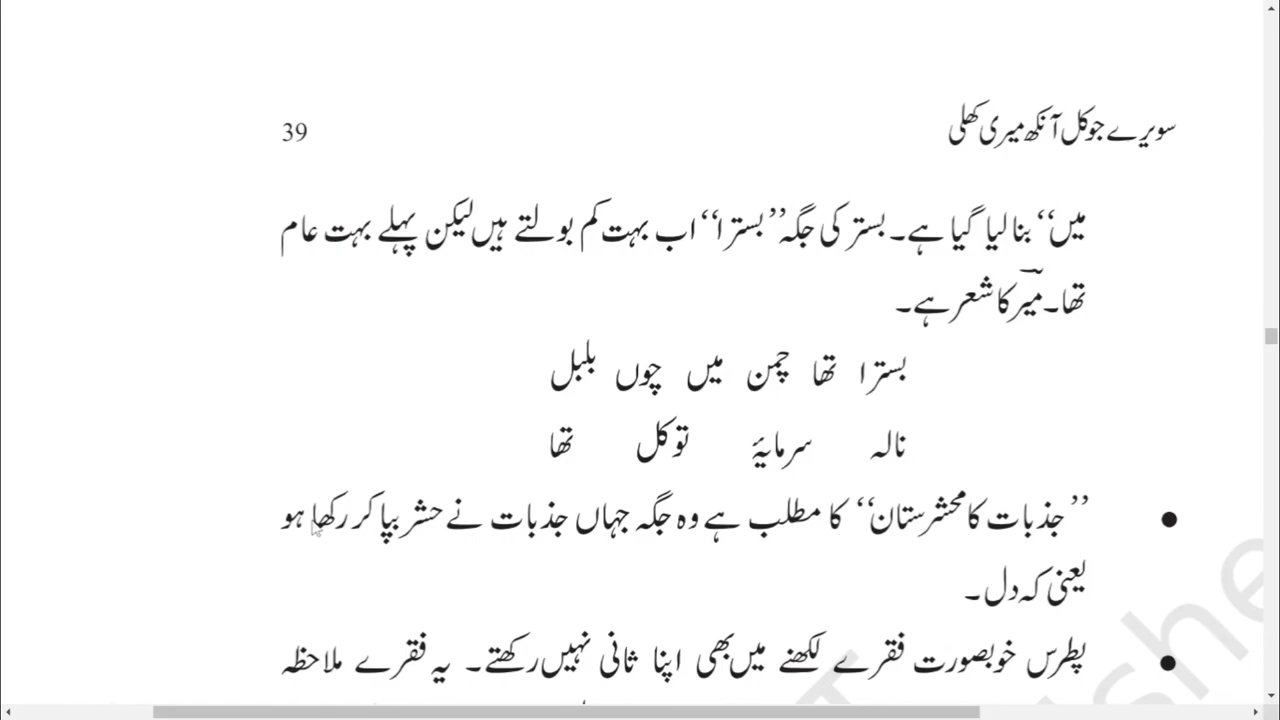 سویرے جو کل آنکھ میری کھلی 39
میں‘‘ بنا لیا گیا ہے۔ بستر کی جگہ ’’بسترا‘‘ اب بہت کم بولتے ہیں لیکن پہلے بہت عام
تھا۔ میرؔ کا شعر ہے۔
بسترا تھا چمن میں چوں بلبل
نالہ سرمایۂ توکل تھا
● ’’جذبات کا محشرستان‘‘ کا مطلب ہے وہ جگہ جہاں جذبات نے حشر بپا کر رکھا ہو
یعنی کہ دل۔
● پطرس خوبصورت فقرے لکھنے میں بھی اپنا ثانی نہیں رکھتے۔ یہ فقرے ملاحظہ